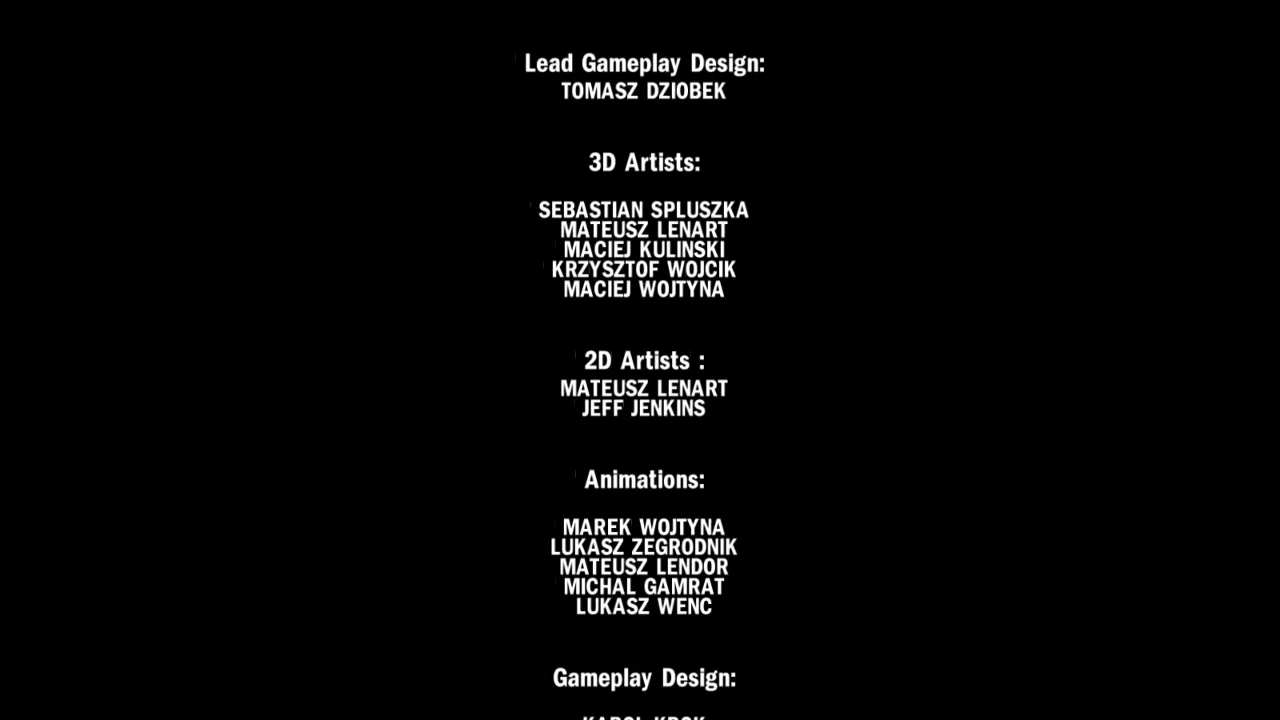 Lead Gameplay Design:
TOMASZ DZIOBEK
3D Artists:
SEBASTIAN SPLUSZKA
MATEUSZ LENART
MACIEJ KULINSKI
KRZYSZTOF WOJCIK
MACIEJ WOJTYNA
2D Artists :
MATEUSZ LENART
JEFF JENKINS
Animations:
MAREK WOJTYNA
LUKASZ ZEGRODNIK
MATEUSZ LENDOR
MICHAL GAMRAT
LUKASZ WENC
Gameplay Design: